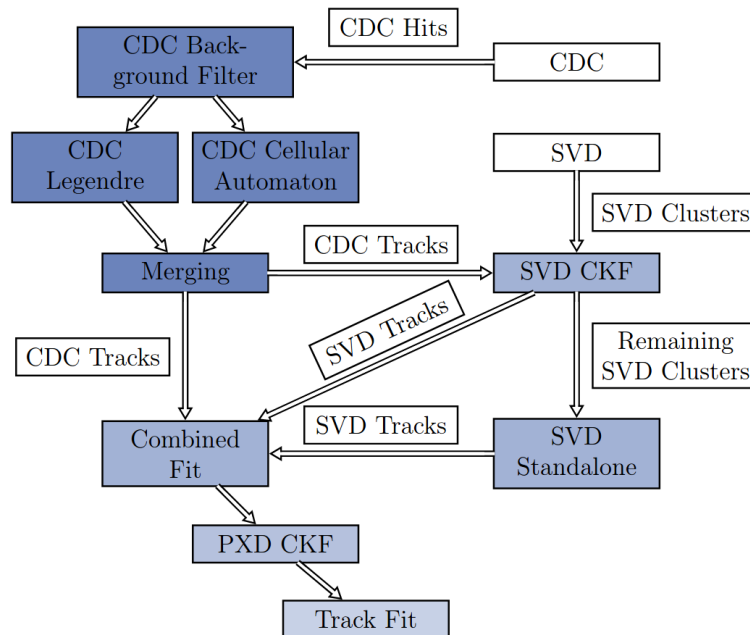 CDC Hits
CDC Back-
ground Filter
CDC
CDC
Legendre
CDC Cellular
Automaton
SVD
SVD Clusters
CDC Tracks
Merging
SVD CKF
SVD Tracks
CDC Tracks
Remaining
SVD Clusters
SVD Tracks
Combined
Fit
SVD
Standalone
PXD CKF
Track Fit